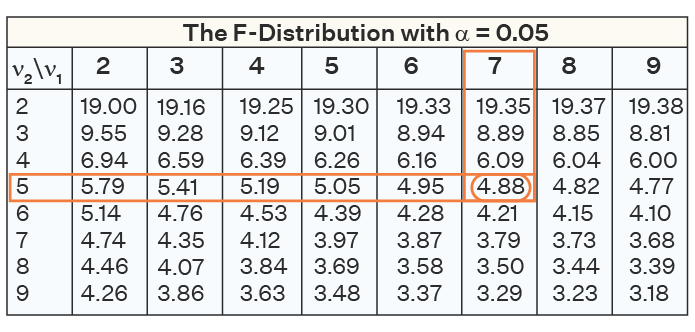 The F-Distribution with α = 0.05
ν₂\ν₁ 2 3 4 5 6 7 8 9
2 19.00 19.16 19.25 19.30 19.33 19.35 19.37 19.38
3 9.55 9.28 9.12 9.01 8.94 8.89 8.85 8.81
4 6.94 6.59 6.39 6.26 6.16 6.09 6.04 6.00
5 5.79 5.41 5.19 5.05 4.95 4.88 4.82 4.77
6 5.14 4.76 4.53 4.39 4.28 4.21 4.15 4.10
7 4.74 4.35 4.12 3.97 3.87 3.79 3.73 3.68
8 4.46 4.07 3.84 3.69 3.58 3.50 3.44 3.39
9 4.26 3.86 3.63 3.48 3.37 3.29 3.23 3.18